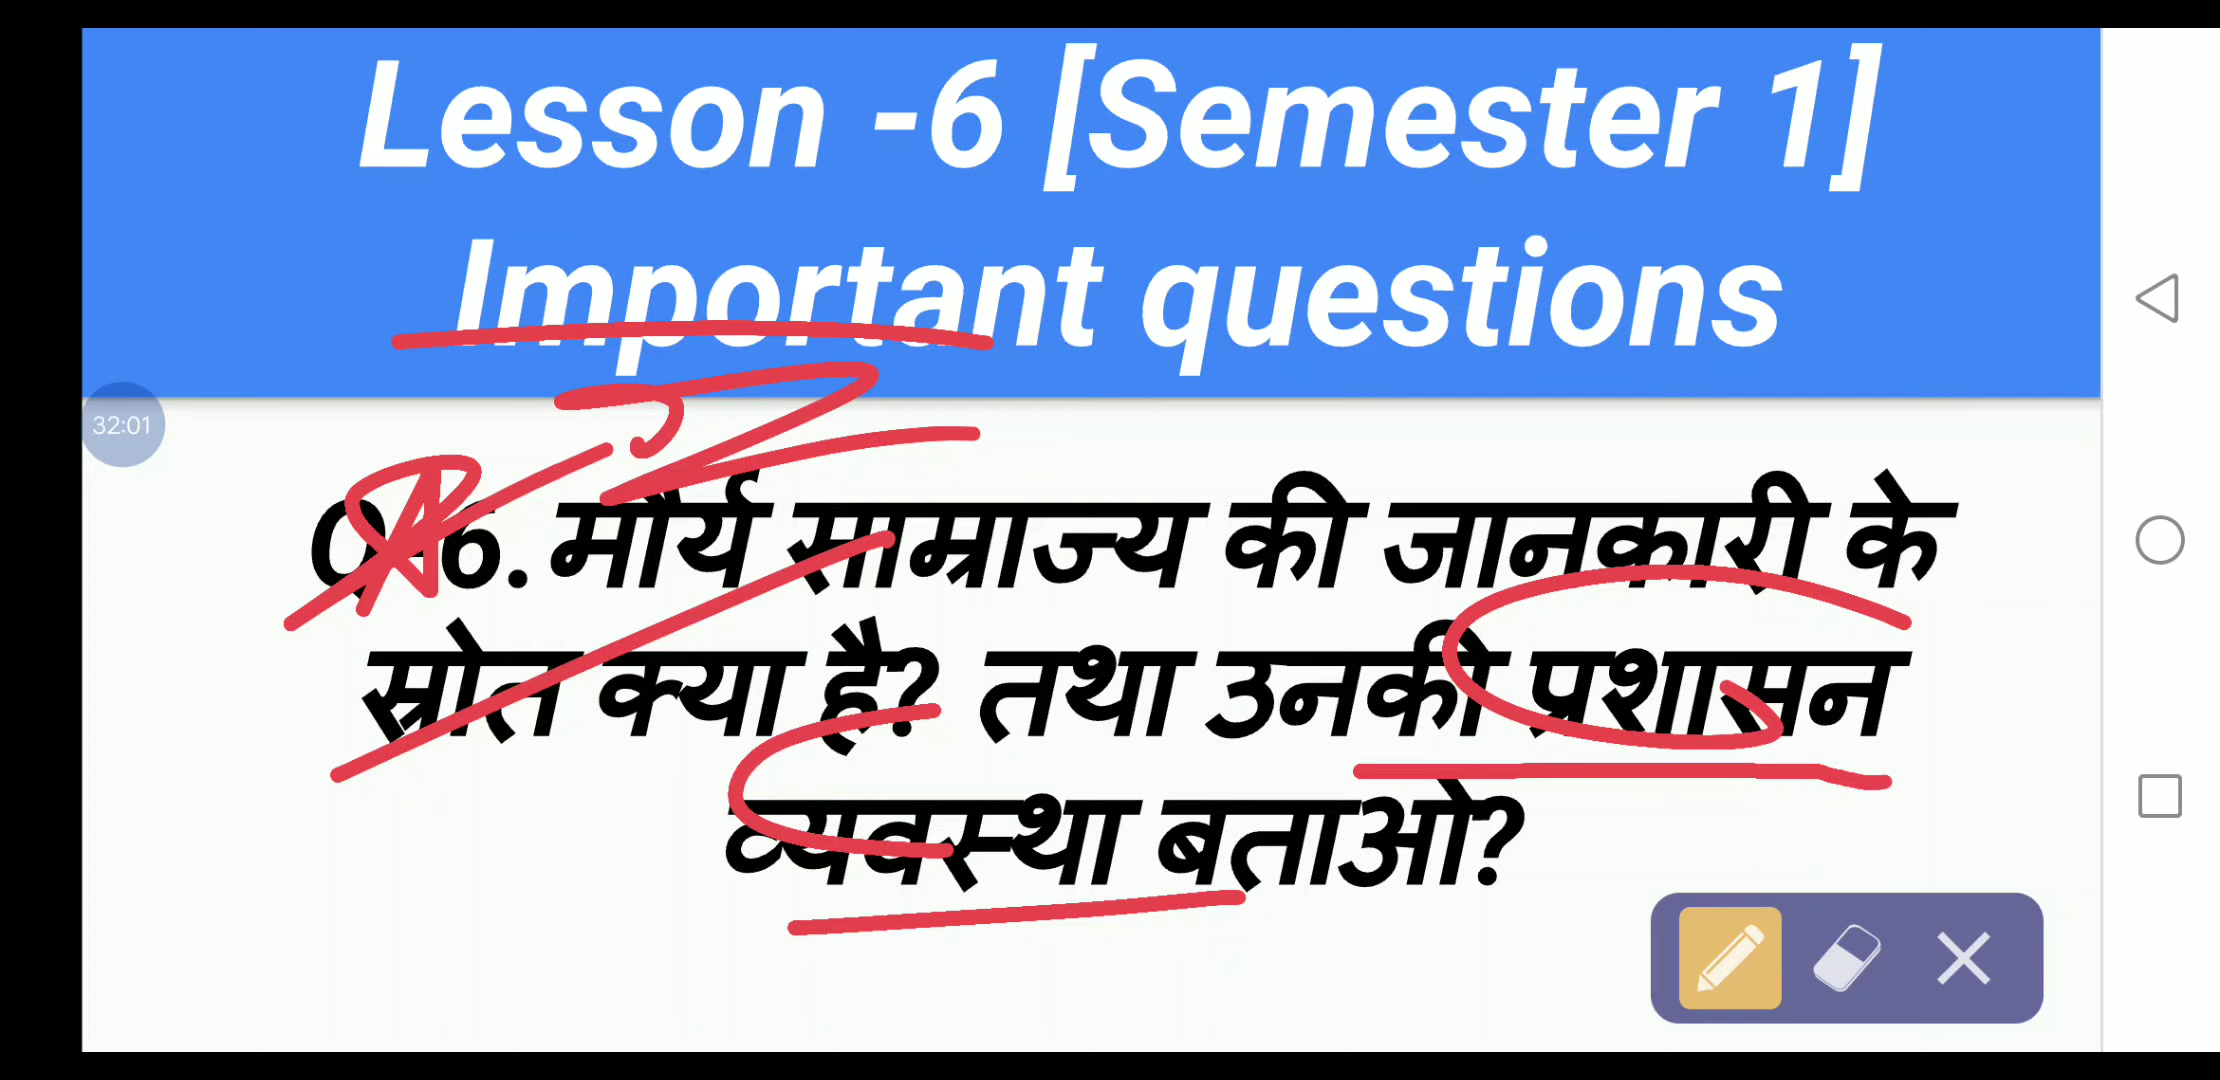 Lesson -6 [Semester 1]
Important questions
32:01
Q.6.मौर्य साम्राज्य की जानकारी के
स्रोत क्या है? तथा उनकी प्रशासन
व्यवस्था बताओ?